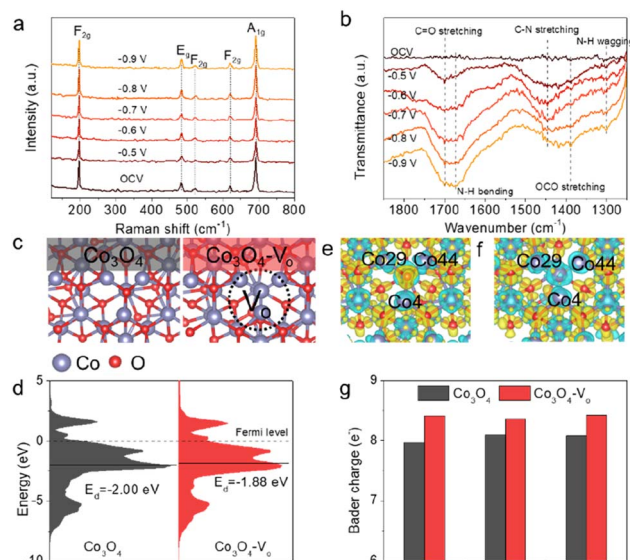 a
F2g
Eg
F2g
F2g
A1g
-0.9 V
-0.8 V
-0.7 V
-0.6 V
-0.5 V
OCV
Intensity (a.u.)
200 300 400 500 600 700 800
Raman shift (cm-1)
b
C=O stretching
C-N stretching
N-H wagging
OCV
-0.5 V
-0.6 V
-0.7 V
-0.8 V
-0.9 V
N-H bending
OCO stretching
Transmittance (a.u.)
1800 1700 1600 1500 1400 1300
Wavenumber (cm-1)
c
Co3O4
Co3O4-Vo
Vo
Co
O
e
Co29 Co44
Co4
f
Co29 Co44
Co4
d
Energy (eV)
5
0
-5
-10
Fermi level
Ed=-2.00 eV
Ed=-1.88 eV
Co3O4
Co3O4-Vo
g
Bader charge (e-)
9
8
7
6
Co3O4
Co3O4-Vo